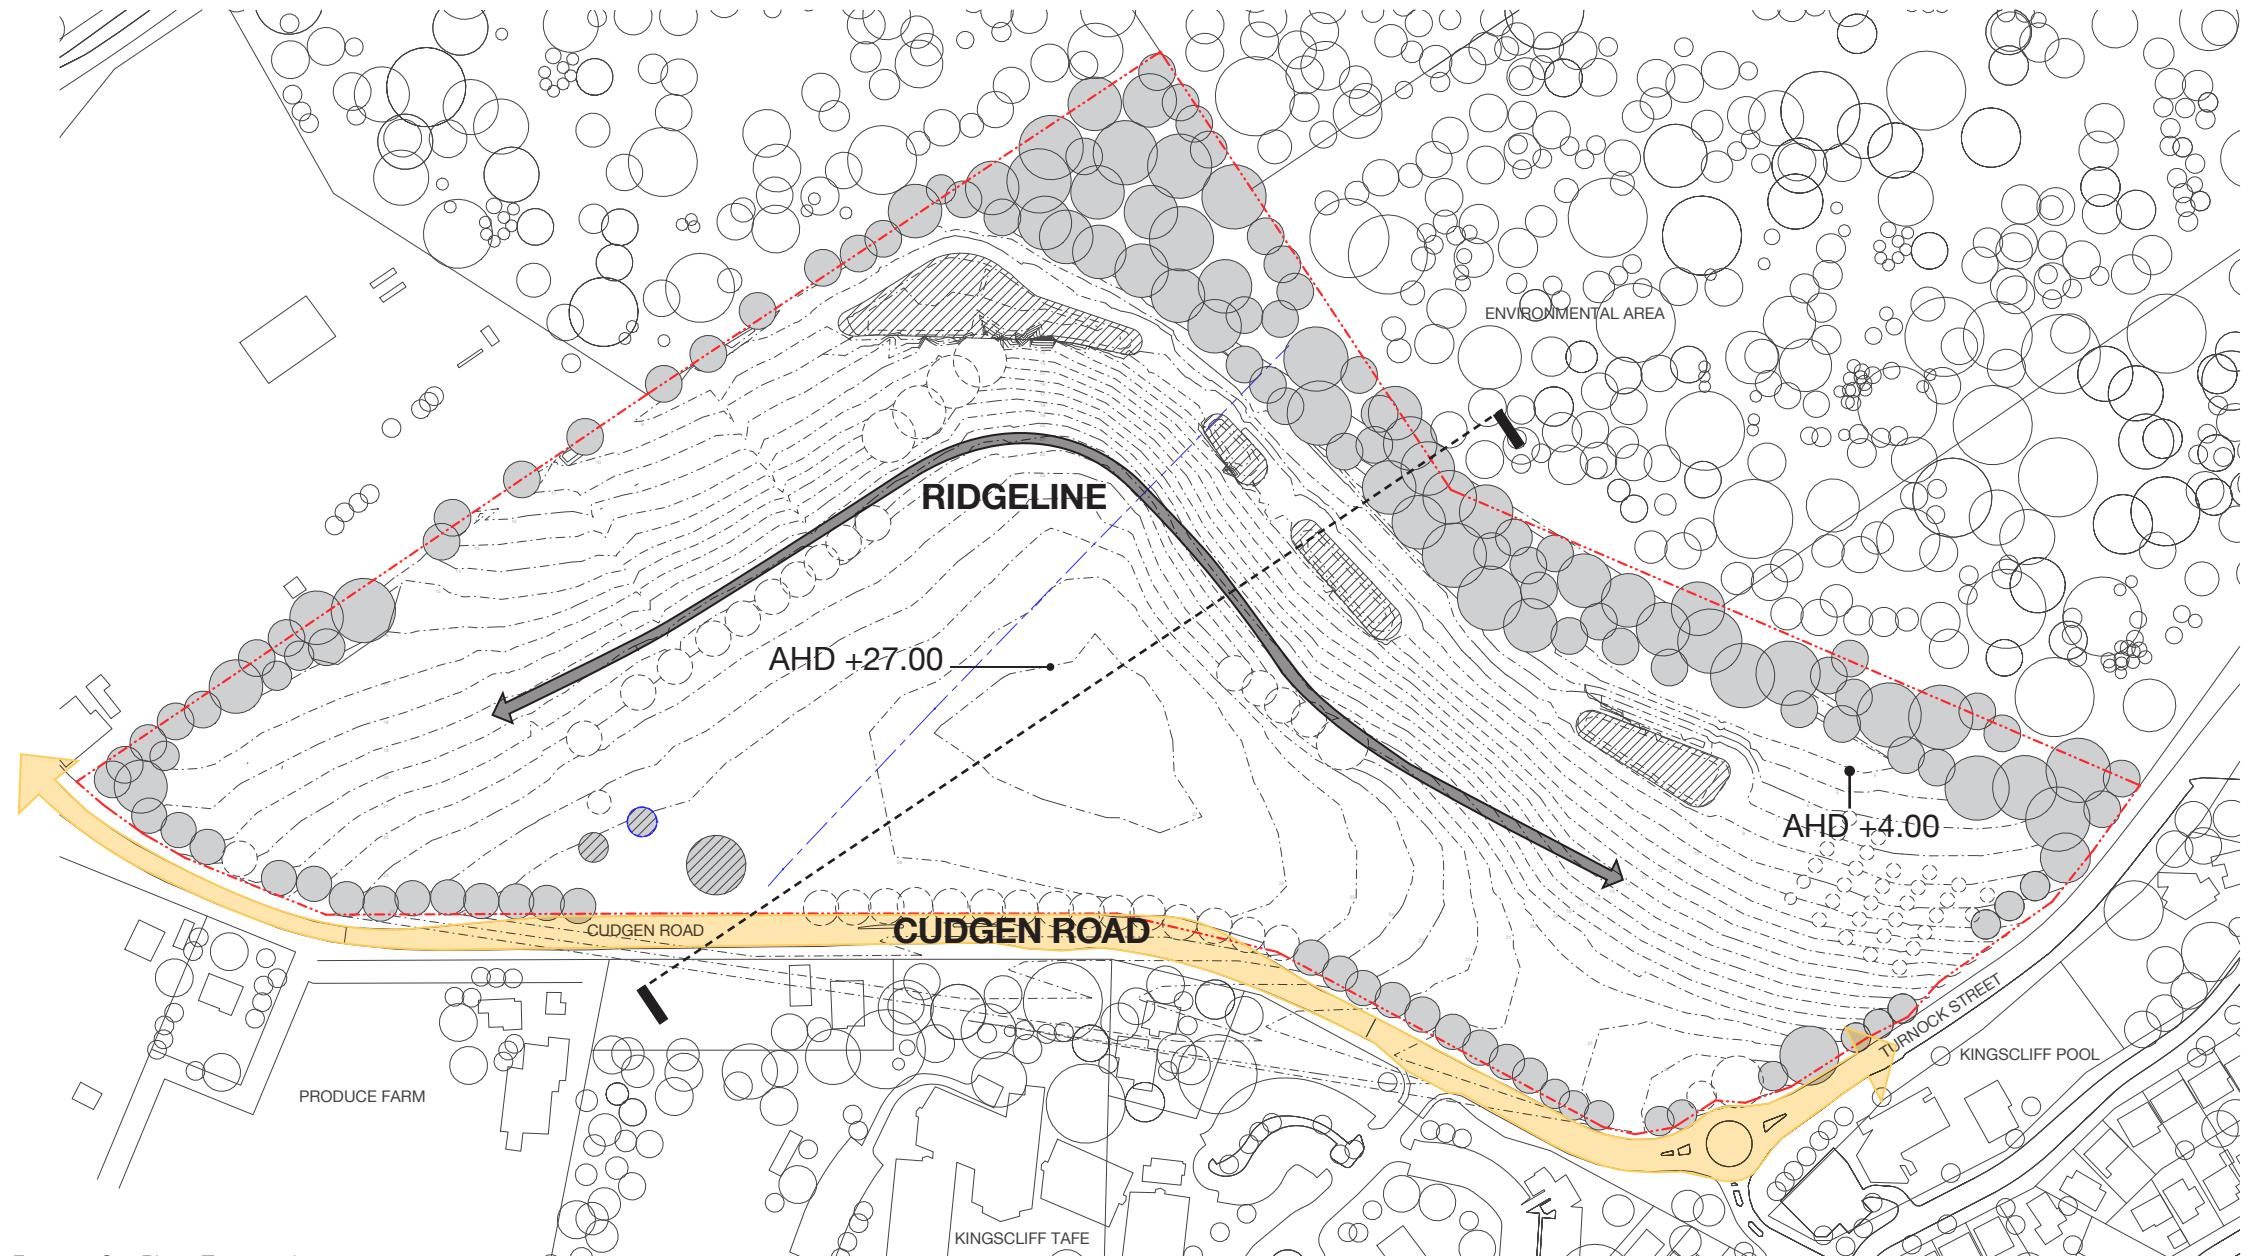 ENVIRONMENTAL AREA
RIDGELINE
AHD +27.00
AHD +4.00
CUDGEN ROAD
CUDGEN ROAD
TURNOCK STREET
KINGSCLIFF POOL
PRODUCE FARM
KINGSCLIFF TAFE